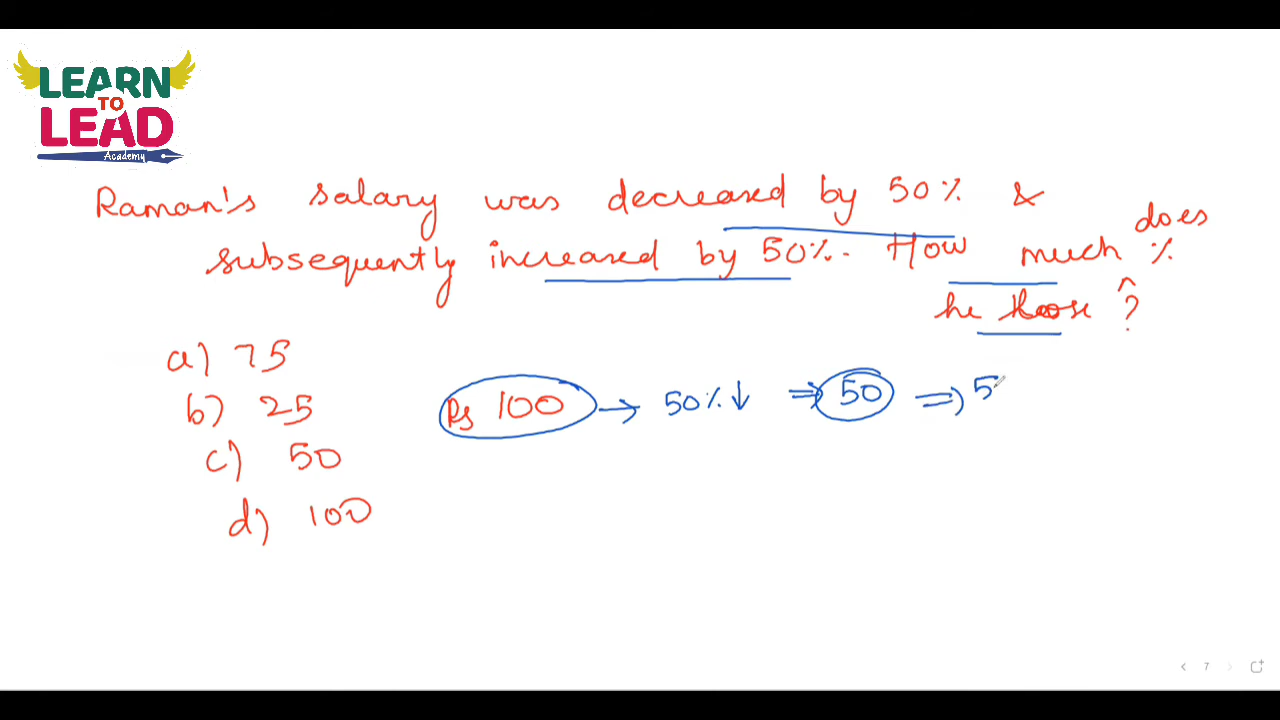 LEARN
TO
LEAD
Academy
Raman's salary was decreased by 50% &
subsequently increased by 50%. How much does %
he loose ?
a) 75
b) 25
c) 50
d) 100
Rs 100 → 50% ↓ ⇒ 50 ⇒ 5
7